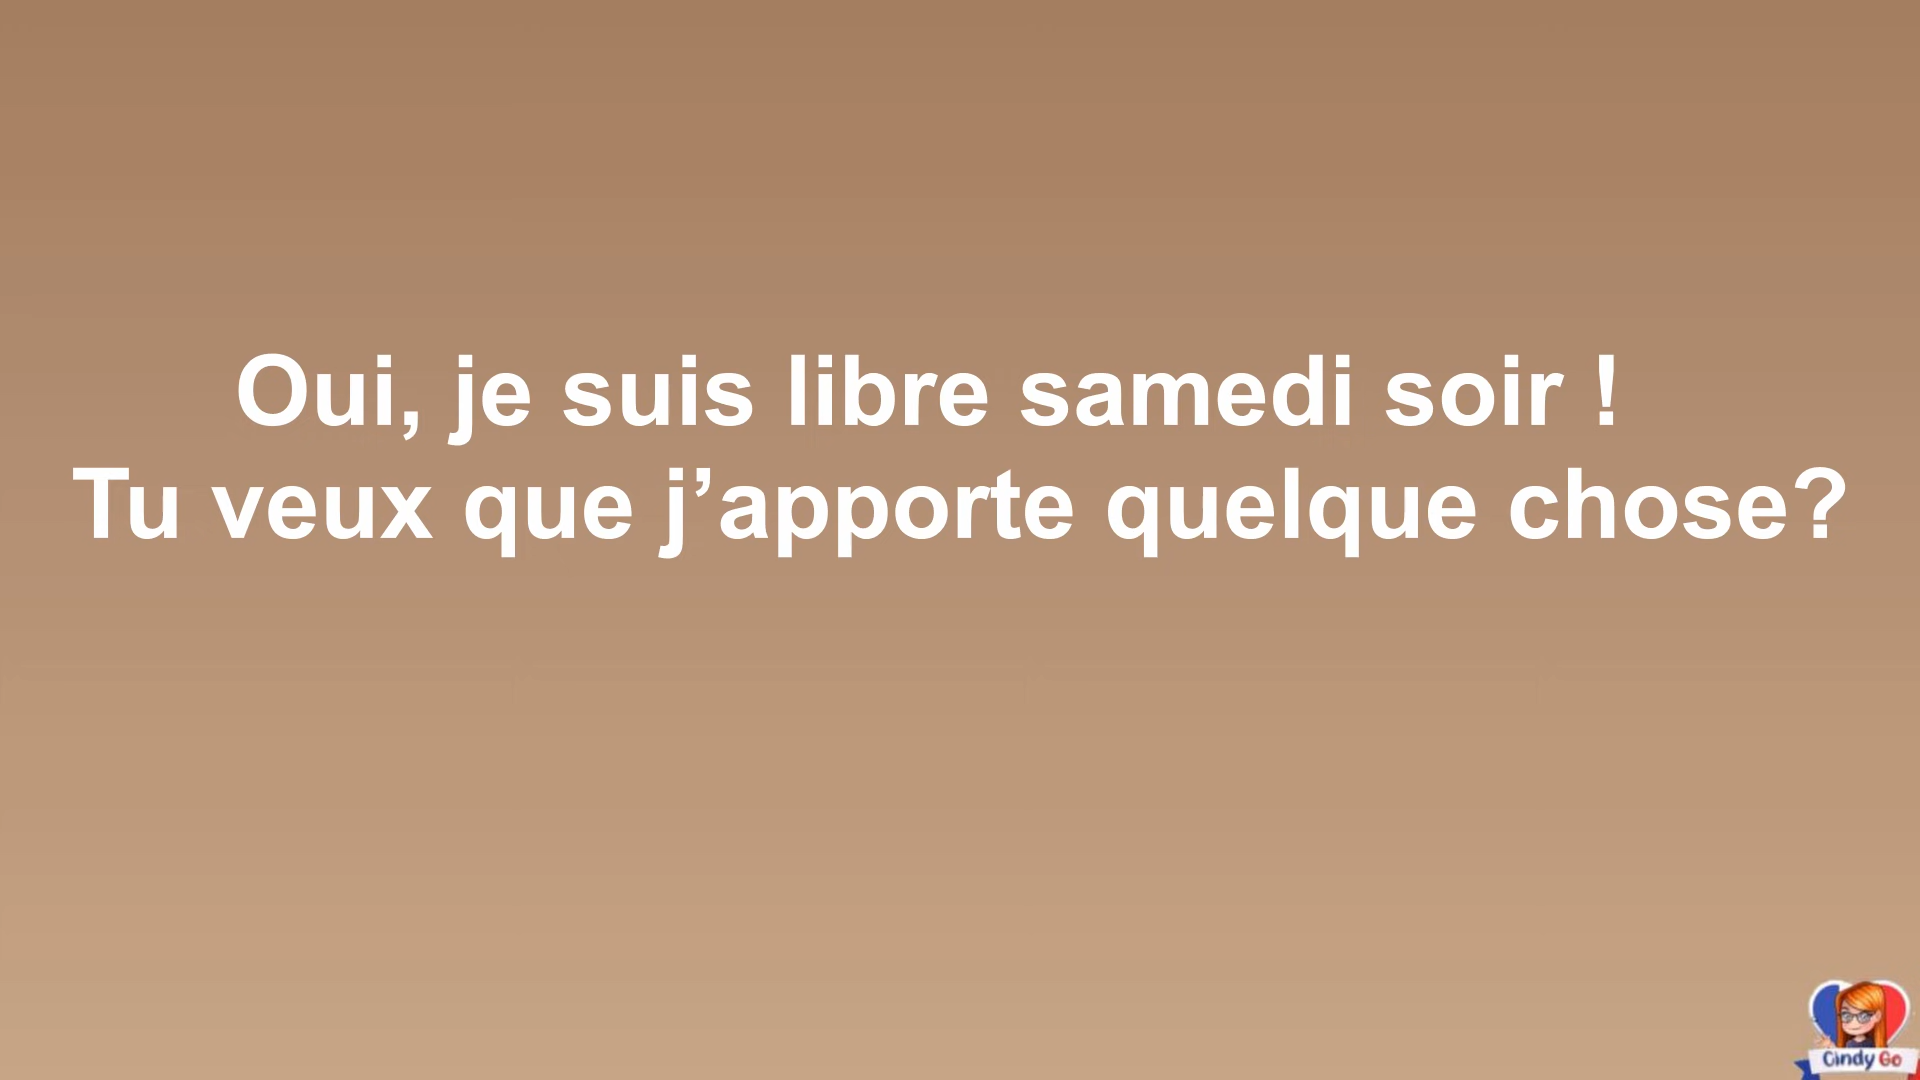 Oui, je suis libre samedi soir !
Tu veux que j’apporte quelque chose?
Cindy Go